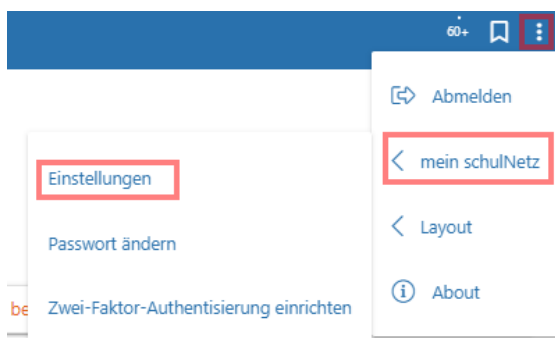 60+
Abmelden
mein schulNetz
Layout
About
Einstellungen
Passwort ändern
Zwei-Faktor-Authentisierung einrichten
be